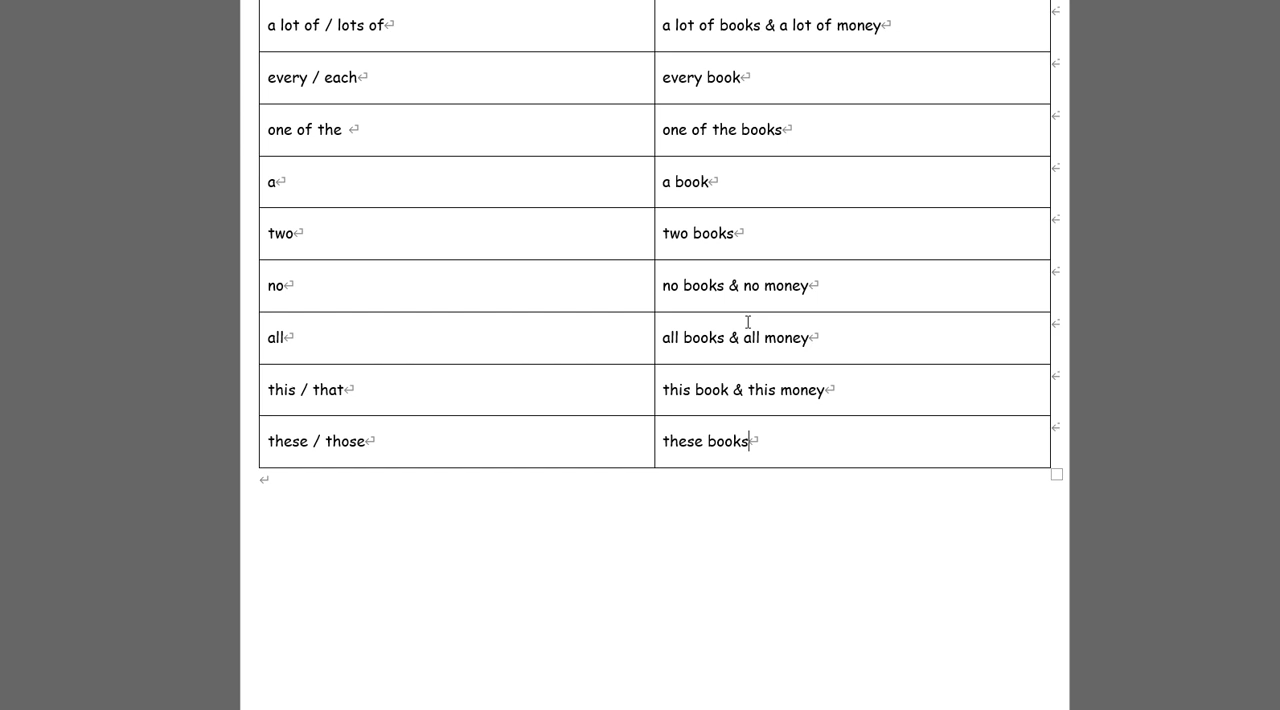 a lot of / lots of
a lot of books & a lot of money
every / each
every book
one of the
one of the books
a
a book
two
two books
no
no books & no money
all
all books & all money
this / that
this book & this money
these / those
these books